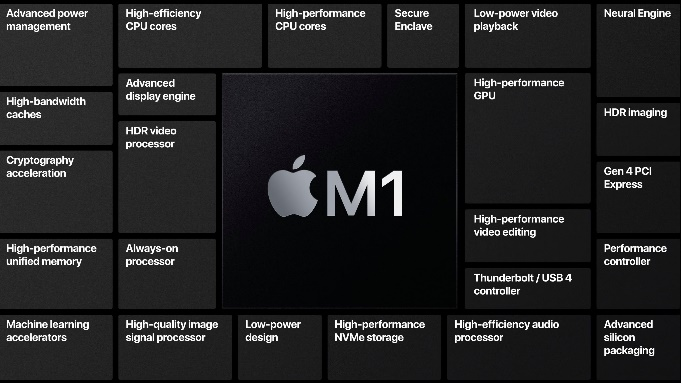 Advanced power
management
High-efficiency
CPU cores
High-performance
CPU cores
Secure
Enclave
Low-power video
playback
Neural Engine
High-bandwidth
caches
Advanced
display engine
High-performance
GPU
HDR imaging
HDR video
processor
Cryptography
acceleration
M1
Gen 4 PCI
Express
High-performance
video editing
High-performance
unified memory
Always-on
processor
Performance
controller
Thunderbolt / USB 4
controller
Machine learning
accelerators
High-quality image
signal processor
Low-power
design
High-performance
NVMe storage
High-efficiency audio
processor
Advanced
silicon
packaging